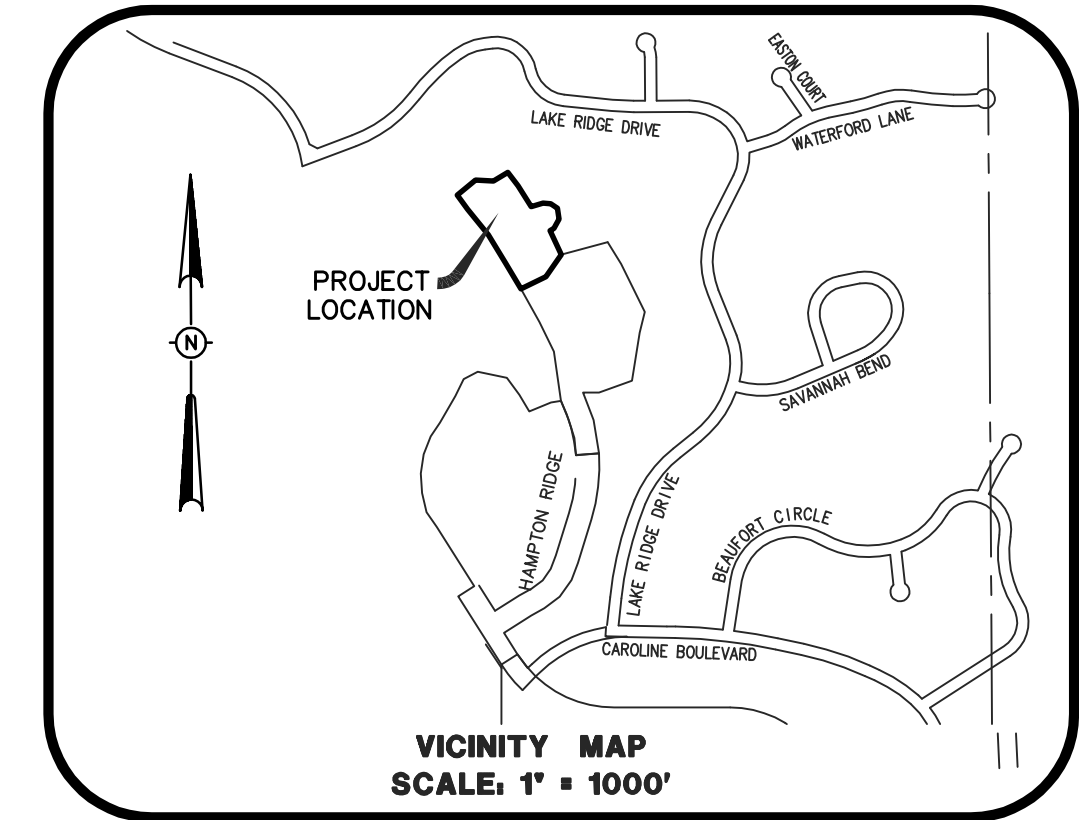 EASTON COURT
LAKE RIDGE DRIVE
WATERFORD LANE
PROJECT
LOCATION
N
SAVANNAH BEND
HAMPTON RIDGE
LAKE RIDGE DRIVE
BEAUFORT CIRCLE
CAROLINE BOULEVARD
VICINITY MAP
SCALE: 1" = 1000'